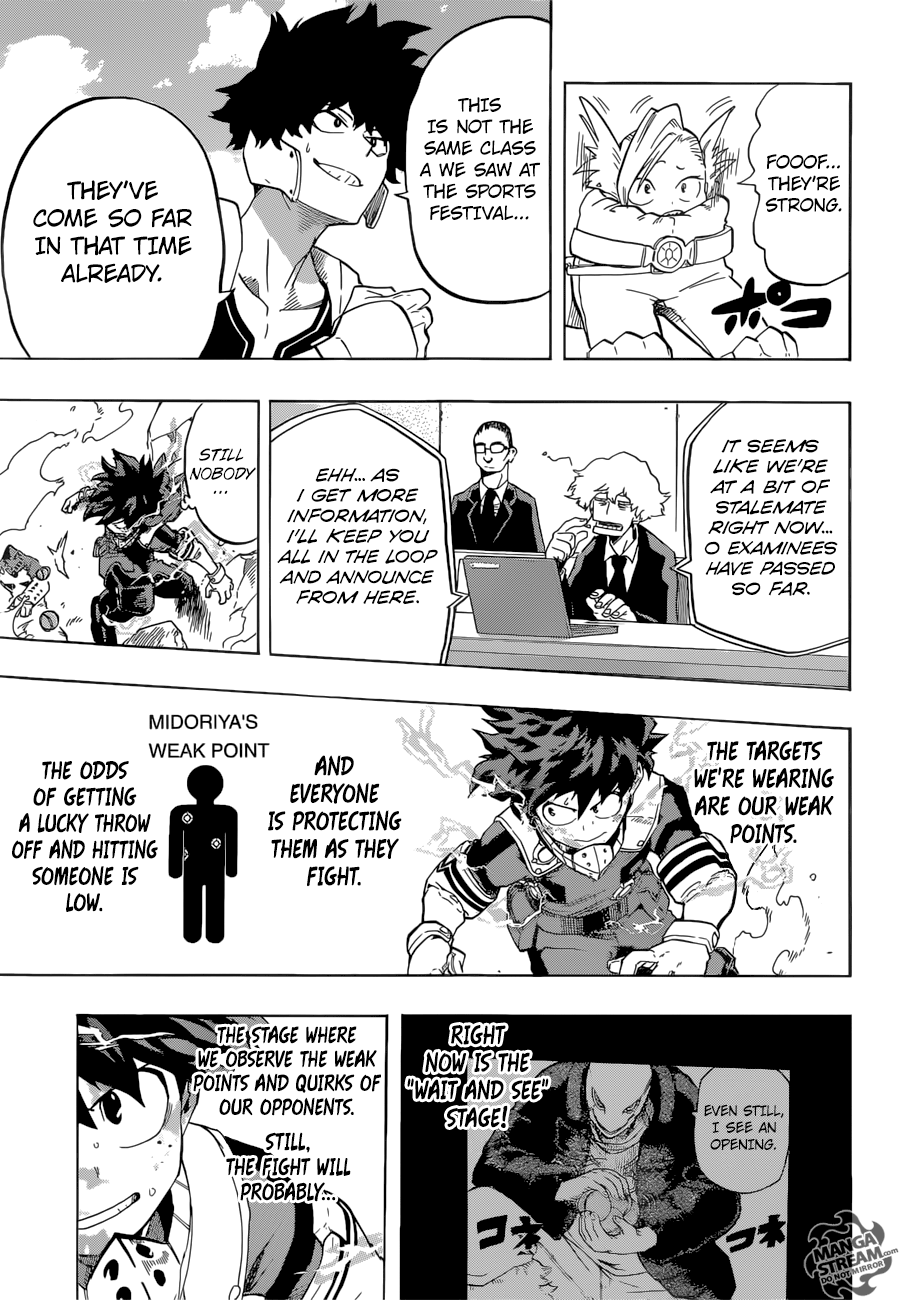 FOOOF...
THEY'RE
STRONG.
ポコ
THIS
IS NOT THE
SAME CLASS
A WE SAW AT
THE SPORTS
FESTIVAL...
THEY'VE
COME SO FAR
IN THAT TIME
ALREADY.
IT SEEMS
LIKE WE'RE
AT A BIT OF
STALEMATE
RIGHT NOW...
0 EXAMINEES
HAVE PASSED
SO FAR.
EHH... AS
I GET MORE
INFORMATION,
I'LL KEEP YOU
ALL IN THE LOOP
AND ANNOUNCE
FROM HERE.
STILL
NOBODY
...
THE TARGETS
WE'RE WEARING
ARE OUR WEAK
POINTS.
AND
EVERYONE
IS PROTECTING
THEM AS THEY
FIGHT.
MIDORIYA'S
WEAK POINT
THE ODDS
OF GETTING
A LUCKY THROW
OFF AND HITTING
SOMEONE IS
LOW.
RIGHT
NOW IS THE
"WAIT AND SEE"
STAGE!
EVEN STILL,
I SEE AN
OPENING.
コネ
コネ
THE STAGE WHERE
WE OBSERVE THE WEAK
POINTS AND QUIRKS OF
OUR OPPONENTS.
STILL,
THE FIGHT WILL
PROBABLY...
MANGA
STREAM.COM
DO NOT MIRROR!